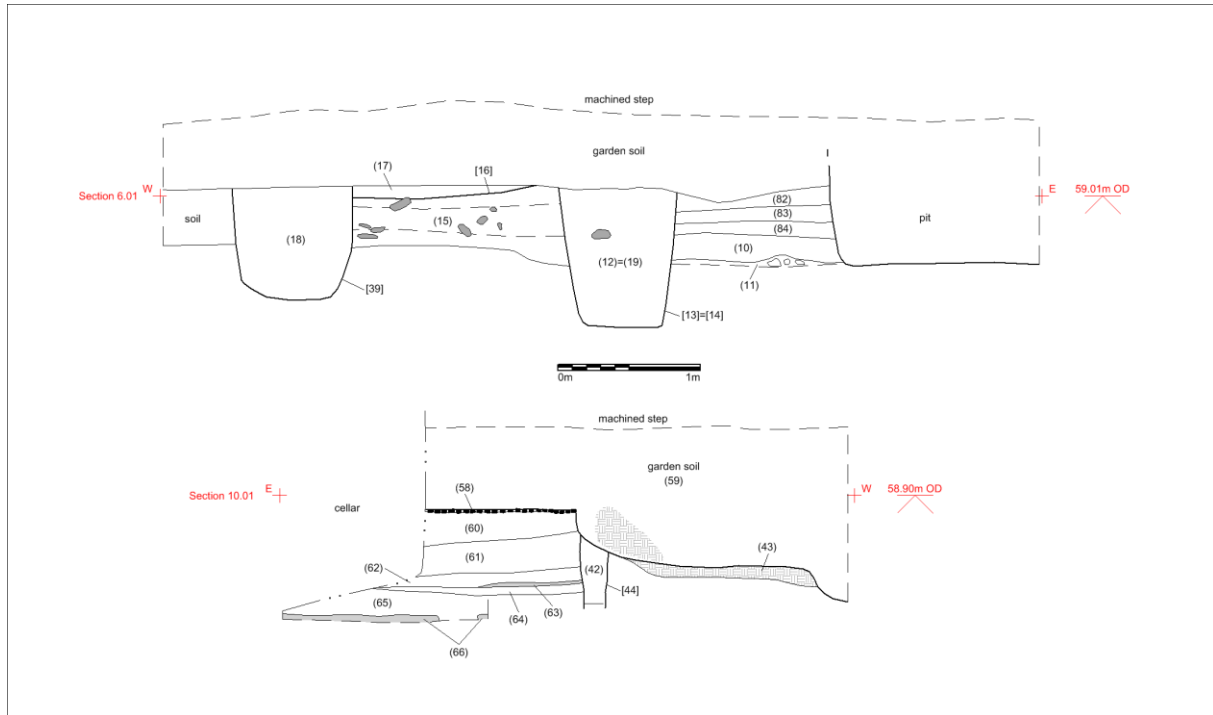 machined step
garden soil
(17)
[16]
Section 6.01
W
E
59.01m OD
(82)
(83)
soil
(15)
pit
(84)
(18)
(10)
(12)=(19)
(11)
[39]
[13]=[14]
0m
1m
machined step
garden soil
(59)
Section 10.01
E
W
58.90m OD
(58)
cellar
(60)
(43)
(61)
(62)
(42)
[44]
(65)
(63)
(64)
(66)